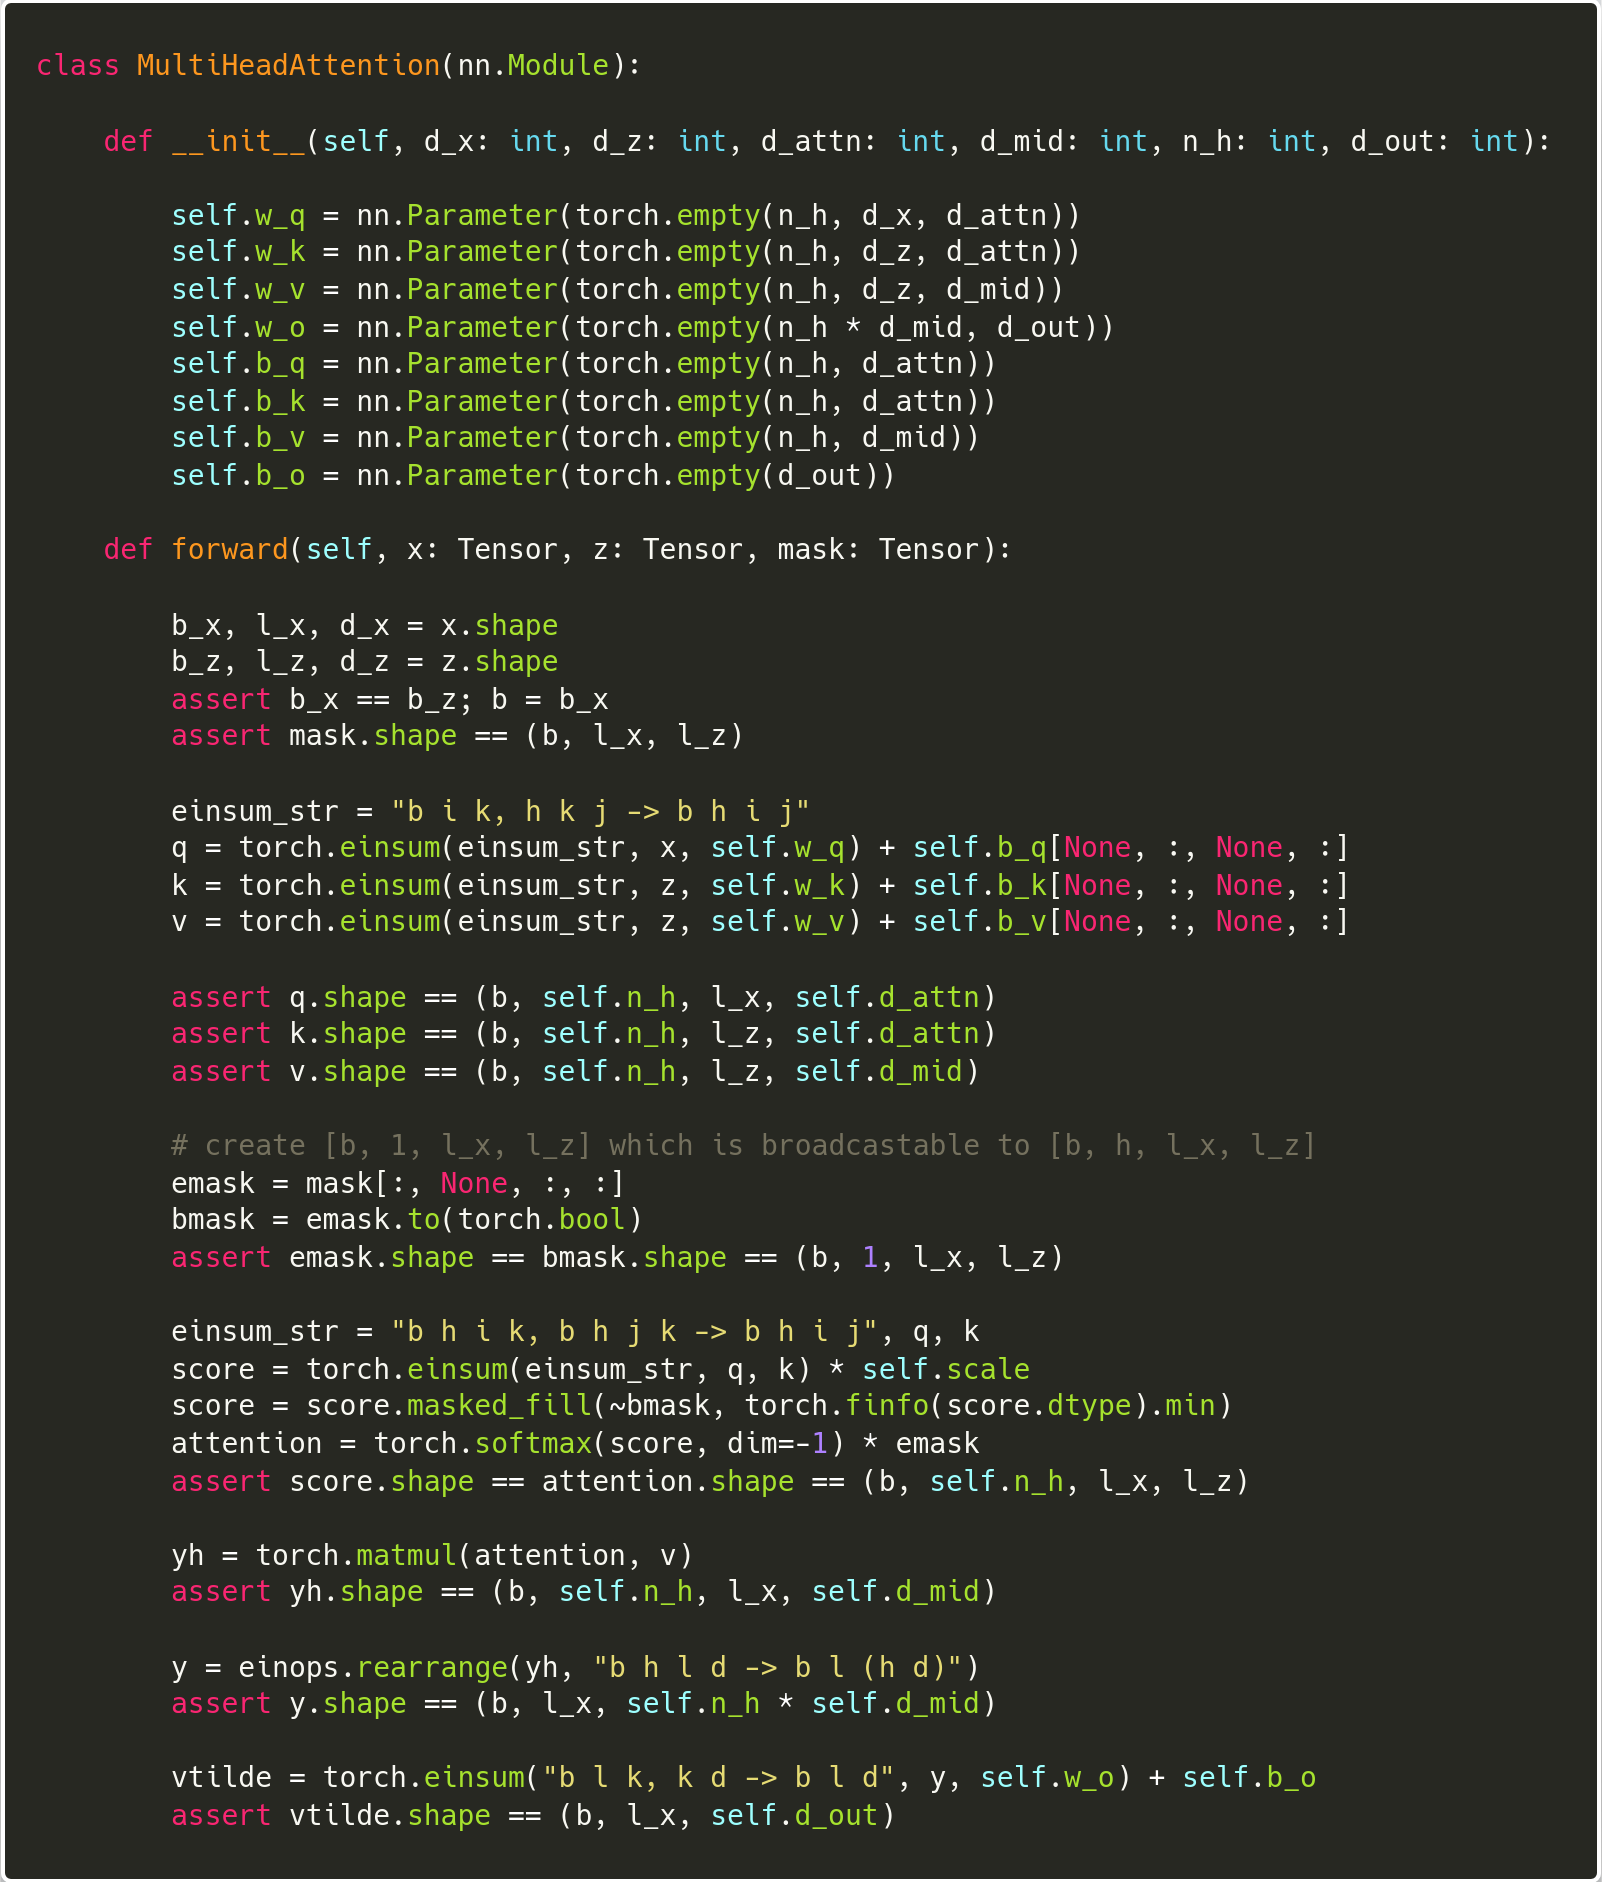 class MultiHeadAttention(nn.Module):
def __init__(self, d_x: int, d_z: int, d_attn: int, d_mid: int, n_h: int, d_out: int):
self.w_q = nn.Parameter(torch.empty(n_h, d_x, d_attn))
self.w_k = nn.Parameter(torch.empty(n_h, d_z, d_attn))
self.w_v = nn.Parameter(torch.empty(n_h, d_z, d_mid))
self.w_o = nn.Parameter(torch.empty(n_h * d_mid, d_out))
self.b_q = nn.Parameter(torch.empty(n_h, d_attn))
self.b_k = nn.Parameter(torch.empty(n_h, d_attn))
self.b_v = nn.Parameter(torch.empty(n_h, d_mid))
self.b_o = nn.Parameter(torch.empty(d_out))
def forward(self, x: Tensor, z: Tensor, mask: Tensor):
b_x, l_x, d_x = x.shape
b_z, l_z, d_z = z.shape
assert b_x == b_z; b = b_x
assert mask.shape == (b, l_x, l_z)
einsum_str = "b i k, h k j -> b h i j"
q = torch.einsum(einsum_str, x, self.w_q) + self.b_q[None, :, None, :]
k = torch.einsum(einsum_str, z, self.w_k) + self.b_k[None, :, None, :]
v = torch.einsum(einsum_str, z, self.w_v) + self.b_v[None, :, None, :]
assert q.shape == (b, self.n_h, l_x, self.d_attn)
assert k.shape == (b, self.n_h, l_z, self.d_attn)
assert v.shape == (b, self.n_h, l_z, self.d_mid)
# create [b, 1, l_x, l_z] which is broadcastable to [b, h, l_x, l_z]
emask = mask[:, None, :, :]
bmask = emask.to(torch.bool)
assert emask.shape == bmask.shape == (b, 1, l_x, l_z)
einsum_str = "b h i k, b h j k -> b h i j", q, k
score = torch.einsum(einsum_str, q, k) * self.scale
score = score.masked_fill(~bmask, torch.finfo(score.dtype).min)
attention = torch.softmax(score, dim=-1) * emask
assert score.shape == attention.shape == (b, self.n_h, l_x, l_z)
yh = torch.matmul(attention, v)
assert yh.shape == (b, self.n_h, l_x, self.d_mid)
y = einops.rearrange(yh, "b h l d -> b l (h d)")
assert y.shape == (b, l_x, self.n_h * self.d_mid)
vtilde = torch.einsum("b l k, k d -> b l d", y, self.w_o) + self.b_o
assert vtilde.shape == (b, l_x, self.d_out)